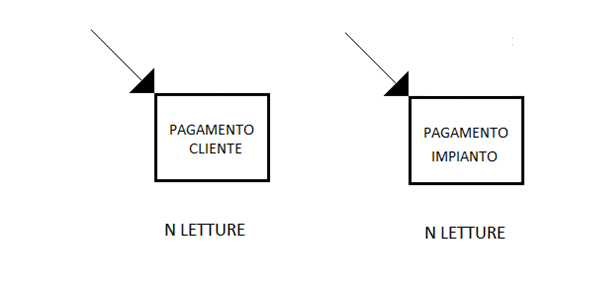 PAGAMENTO
CLIENTE
N LETTURE
PAGAMENTO
IMPIANTO
N LETTURE